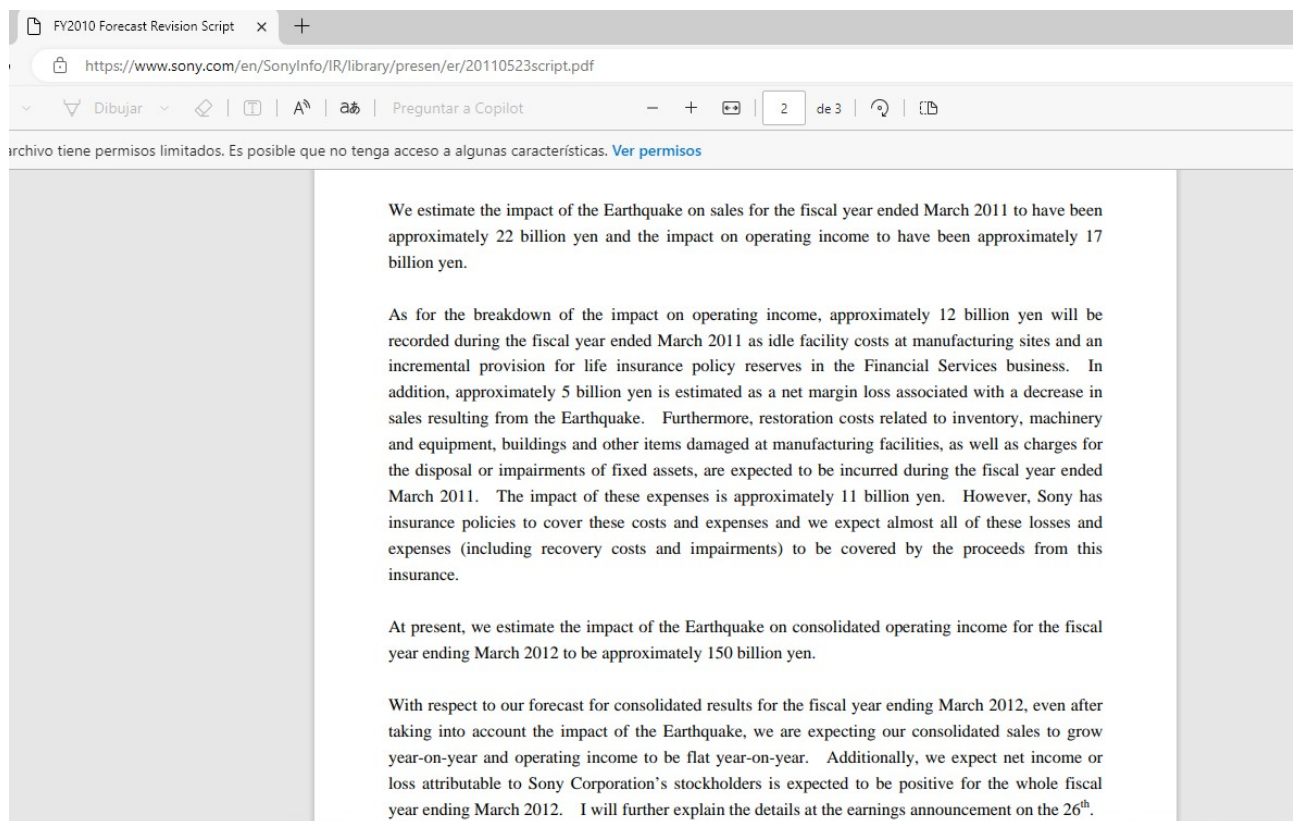 FY2010 Forecast Revision Script
https://www.sony.com/en/SonyInfo/IR/library/presen/er/20110523script.pdf
Dibujar
Preguntar a Copilot
2 de 3
archivo tiene permisos limitados. Es posible que no tenga acceso a algunas características. Ver permisos
We estimate the impact of the Earthquake on sales for the fiscal year ended March 2011 to have been
approximately 22 billion yen and the impact on operating income to have been approximately 17
billion yen.
As for the breakdown of the impact on operating income, approximately 12 billion yen will be
recorded during the fiscal year ended March 2011 as idle facility costs at manufacturing sites and an
incremental provision for life insurance policy reserves in the Financial Services business. In
addition, approximately 5 billion yen is estimated as a net margin loss associated with a decrease in
sales resulting from the Earthquake. Furthermore, restoration costs related to inventory, machinery
and equipment, buildings and other items damaged at manufacturing facilities, as well as charges for
the disposal or impairments of fixed assets, are expected to be incurred during the fiscal year ended
March 2011. The impact of these expenses is approximately 11 billion yen. However, Sony has
insurance policies to cover these costs and expenses and we expect almost all of these losses and
expenses (including recovery costs and impairments) to be covered by the proceeds from this
insurance.
At present, we estimate the impact of the Earthquake on consolidated operating income for the fiscal
year ending March 2012 to be approximately 150 billion yen.
With respect to our forecast for consolidated results for the fiscal year ending March 2012, even after
taking into account the impact of the Earthquake, we are expecting our consolidated sales to grow
year-on-year and operating income to be flat year-on-year. Additionally, we expect net income or
loss attributable to Sony Corporation's stockholders is expected to be positive for the whole fiscal
year ending March 2012. I will further explain the details at the earnings announcement on the 26th.